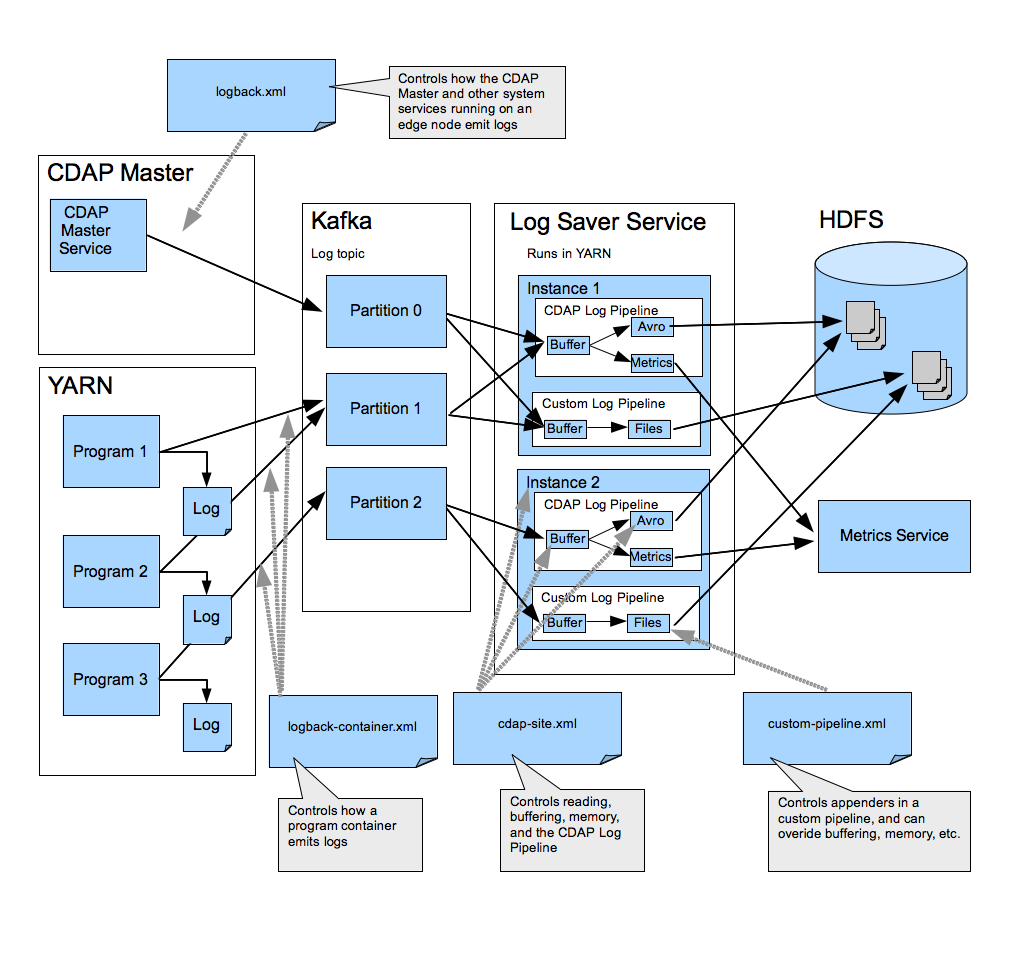 logback.xml
Controls how the CDAP
Master and other system
services running on an
edge node emit logs
CDAP Master
CDAP
Master
Service
YARN
Program 1
Log
Program 2
Log
Program 3
Log
Kafka
Log topic
Partition 0
Partition 1
Partition 2
Log Saver Service
Runs in YARN
Instance 1
CDAP Log Pipeline
Buffer
Avro
Metrics
Custom Log Pipeline
Buffer
Files
Instance 2
CDAP Log Pipeline
Buffer
Avro
Metrics
Custom Log Pipeline
Buffer
Files
HDFS
Metrics Service
logback-container.xml
Controls how a
program container
emits logs
cdap-site.xml
Controls reading,
buffering, memory,
and the CDAP Log
Pipeline
custom-pipeline.xml
Controls appenders in a
custom pipeline, and can
overide buffering, memory, etc.